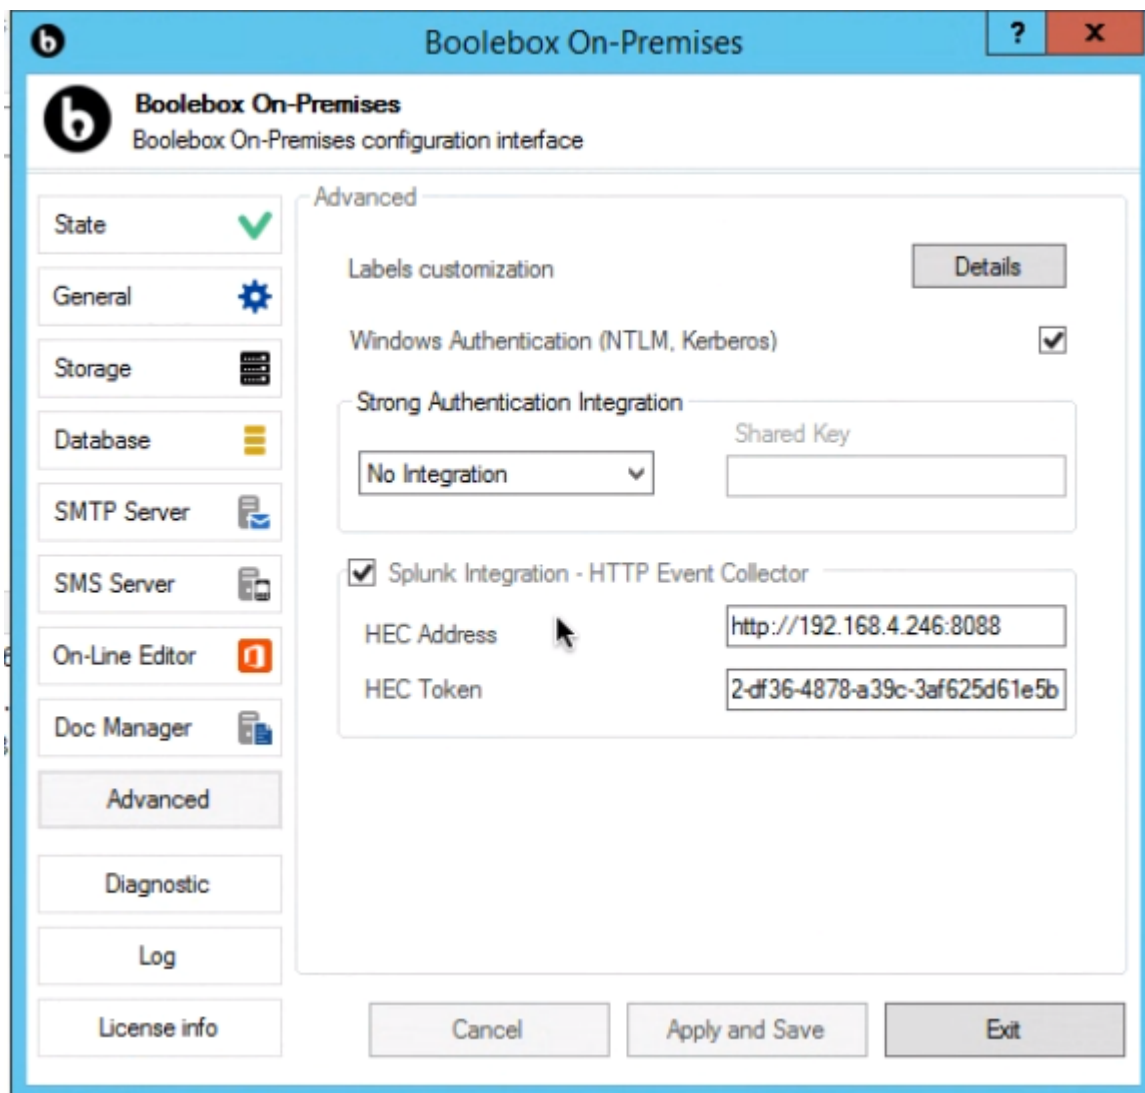 Boolebox On-Premises
?
x
Boolebox On-Premises
Boolebox On-Premises configuration interface
State
General
Storage
Database
SMTP Server
SMS Server
On-Line Editor
Doc Manager
Advanced
Diagnostic
Log
License info
Advanced
Labels customization
Details
Windows Authentication (NTLM, Kerberos)
Strong Authentication Integration
Shared Key
No Integration
Splunk Integration - HTTP Event Collector
HEC Address
http://192.168.4.246:8088
HEC Token
2-df36-4878-a39c-3af625d61e5b
Cancel
Apply and Save
Exit